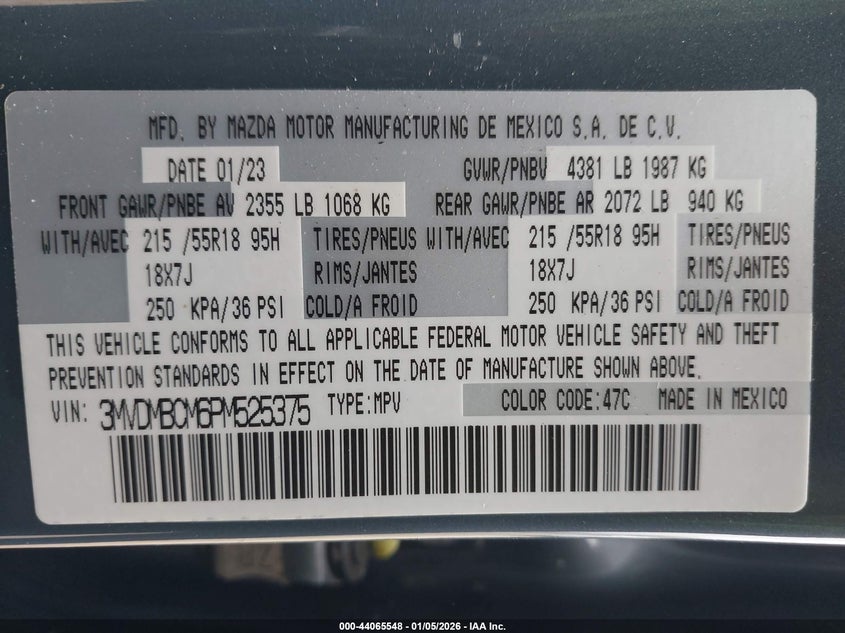 MFD. BY MAZDA MOTOR MANUFACTURING DE MEXICO S.A. DE C.V.
DATE 01/23 GVWR/PNBV 4381 LB 1987 KG
FRONT GAWR/PNBE AV 2355 LB 1068 KG REAR GAWR/PNBE AR 2072 LB 940 KG
WITH/AVEC 215 /55R18 95H TIRES/PNEUS WITH/AVEC 215 /55R18 95H TIRES/PNEUS
18X7J RIMS/JANTES 18X7J RIMS/JANTES
250 KPA/36 PSI COLD/A FROID 250 KPA/36 PSI COLD/A FROID
THIS VEHICLE CONFORMS TO ALL APPLICABLE FEDERAL MOTOR VEHICLE SAFETY AND THEFT
PREVENTION STANDARDS IN EFFECT ON THE DATE OF MANUFACTURE SHOWN ABOVE.
VIN: 3MVDMBCM6PM525375 TYPE:MPV COLOR CODE:47C MADE IN MEXICO
000-44065548 - 01/05/2026 - IAA Inc.